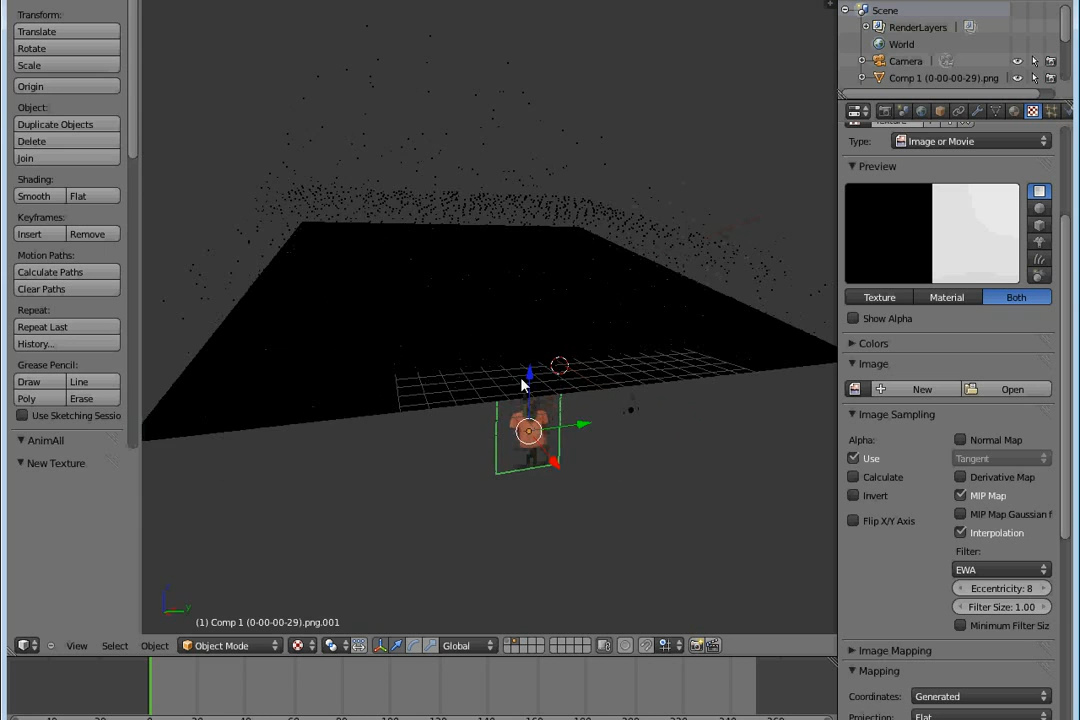 Transform:
Translate
Rotate
Scale
Origin
Object:
Duplicate Objects
Delete
Join
Shading:
Smooth Flat
Keyframes:
Insert Remove
Motion Paths:
Calculate Paths
Clear Paths
Repeat:
Repeat Last
History...
Grease Pencil:
Draw Line
Poly Erase
Use Sketching Sessio
AnimAll
New Texture
(1) Comp 1 (0-00-00-29).png.001
View Select Object Object Mode Global
Scene
RenderLayers
World
Camera
Comp 1 (0-00-00-29).png
Type: Image or Movie
Preview
Texture Material Both
Show Alpha
Colors
Image
New Open
Image Sampling
Alpha: Normal Map
Use Tangent
Calculate Derivative Map
Invert MIP Map
MIP Map Gaussian f
Flip X/Y Axis
Interpolation
Filter:
EWA
Eccentricity: 8
Filter Size: 1.00
Minimum Filter Siz
Image Mapping
Mapping
Coordinates: Generated
Projection: Flat